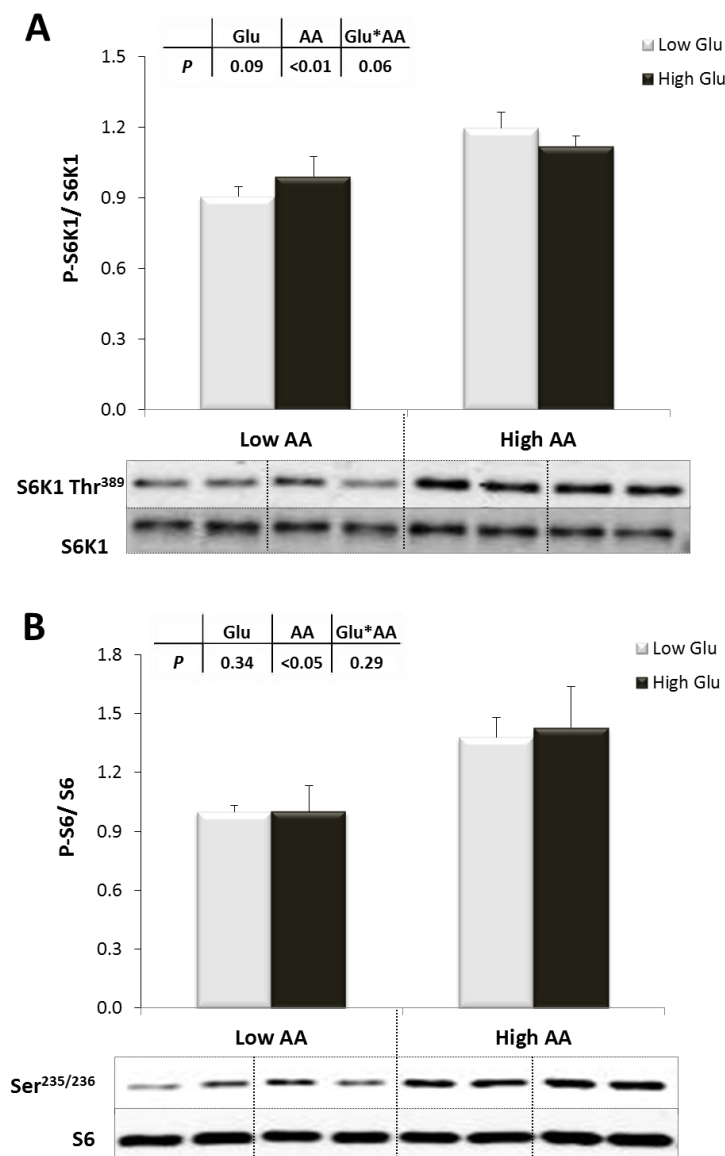 A
Glu AA Glu*AA
P 0.09 <0.01 0.06
Low Glu
High Glu
1.5
1.2
0.9
0.6
0.3
0.0
P-S6K1/ S6K1
Low AA High AA
S6K1 Thr³⁸⁹
S6K1
B
Glu AA Glu*AA
P 0.34 <0.05 0.29
Low Glu
High Glu
1.8
1.5
1.2
0.9
0.6
0.3
0.0
P-S6/ S6
Low AA High AA
Ser²³⁵/²³⁶
S6